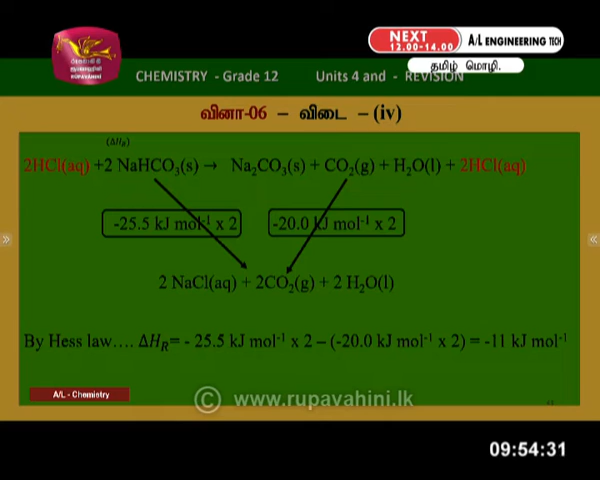 NEXT
12.00-14.00
A/L ENGINEERING TECH
தமிழ் மொழி.
RUPAVAHINI
CHEMISTRY - Grade 12 Units 4 and - REVISION
வினா-06 – விடை – (iv)
(ΔH_R)
2HCl(aq) +2 NaHCO₃(s) → Na₂CO₃(s) + CO₂(g) + H₂O(l) + 2HCl(aq)
-25.5 kJ mol⁻¹ x 2 -20.0 kJ mol⁻¹ x 2
2 NaCl(aq) + 2CO₂(g) + 2 H₂O(l)
By Hess law…. ΔH_R= - 25.5 kJ mol⁻¹ x 2 – (-20.0 kJ mol⁻¹ x 2) = -11 kJ mol⁻¹
A/L - Chemistry
© www.rupavahini.lk
09:54:31